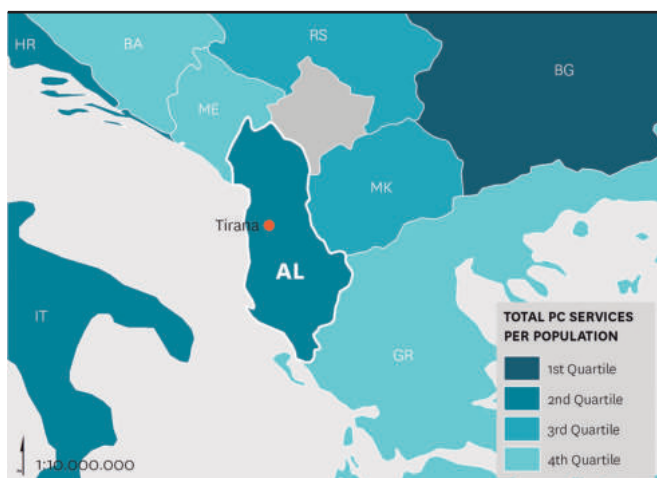 HR
BA
RS
BG
ME
MK
Tirana
AL
IT
GR
TOTAL PC SERVICES
PER POPULATION
1st Quartile
2nd Quartile
3rd Quartile
4th Quartile
1:10.000.000